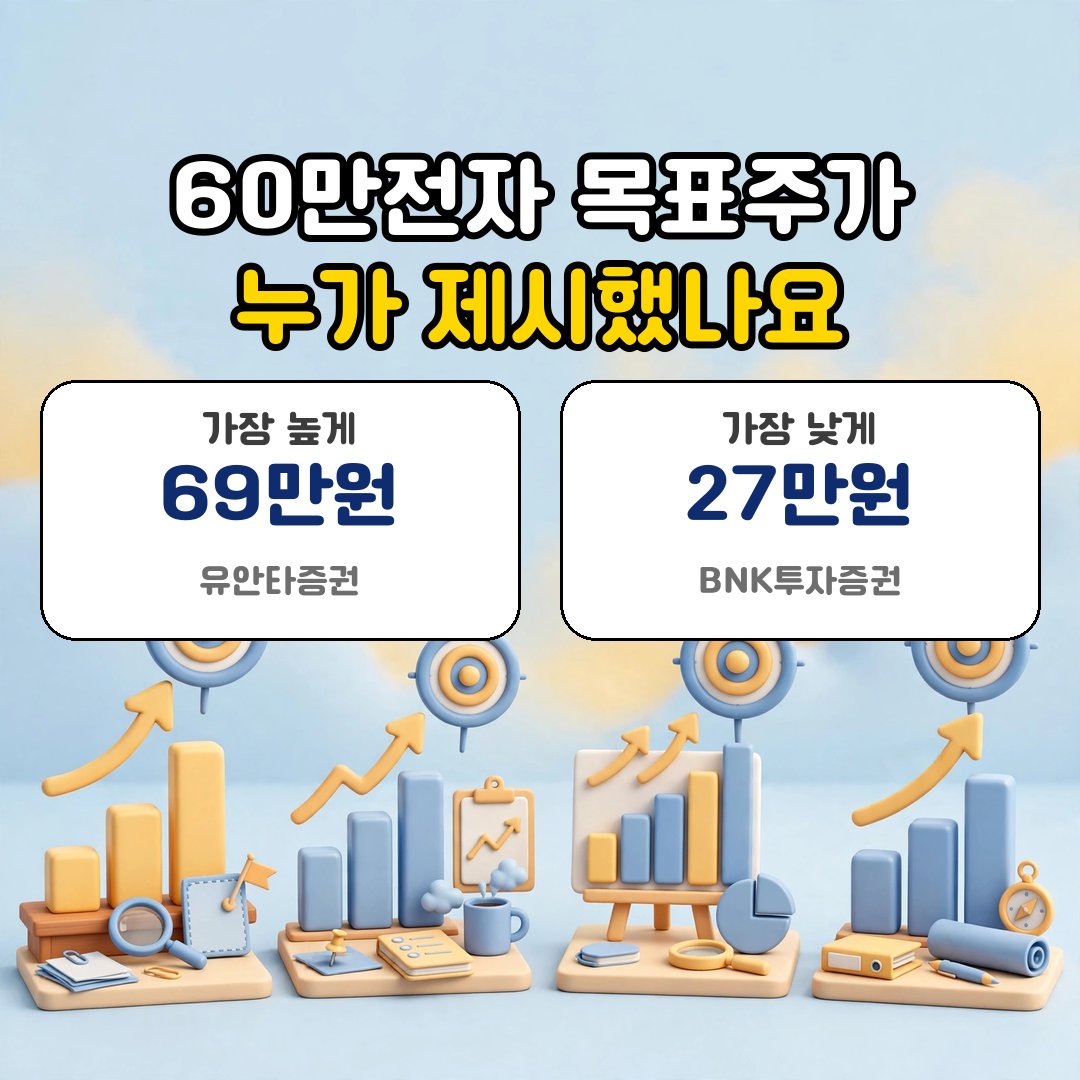 60만전자 목표주가
누가 제시했나요
가장 높게
69만원
유안타증권
가장 낮게
27만원
BNK투자증권